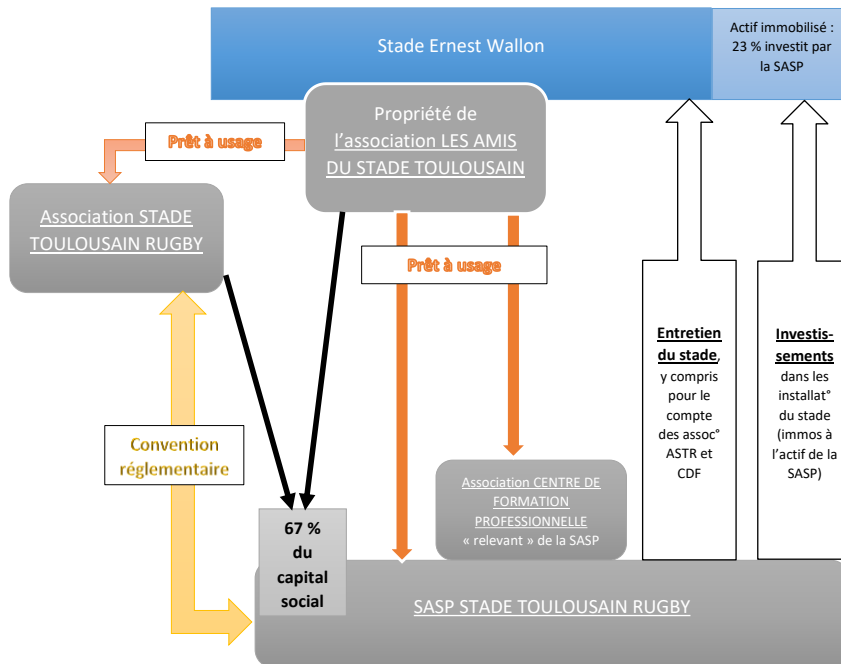 Stade Ernest Wallon
Actif immobilisé :
23 % investit par
la SASP
Propriété de
l'association LES AMIS
DU STADE TOULOUSAIN
Prêt à usage
Association STADE
TOULOUSAIN RUGBY
Prêt à usage
Entretien
du stade,
y compris
pour le
compte
des assoc°
ASTR et
CDF
Investis-
sements
dans les
installat°
du stade
(immos à
l'actif de la
SASP)
Convention
réglementaire
Association CENTRE DE
FORMATION
PROFESSIONNELLE
« relevant » de la SASP
67 %
du
capital
social
SASP STADE TOULOUSAIN RUGBY